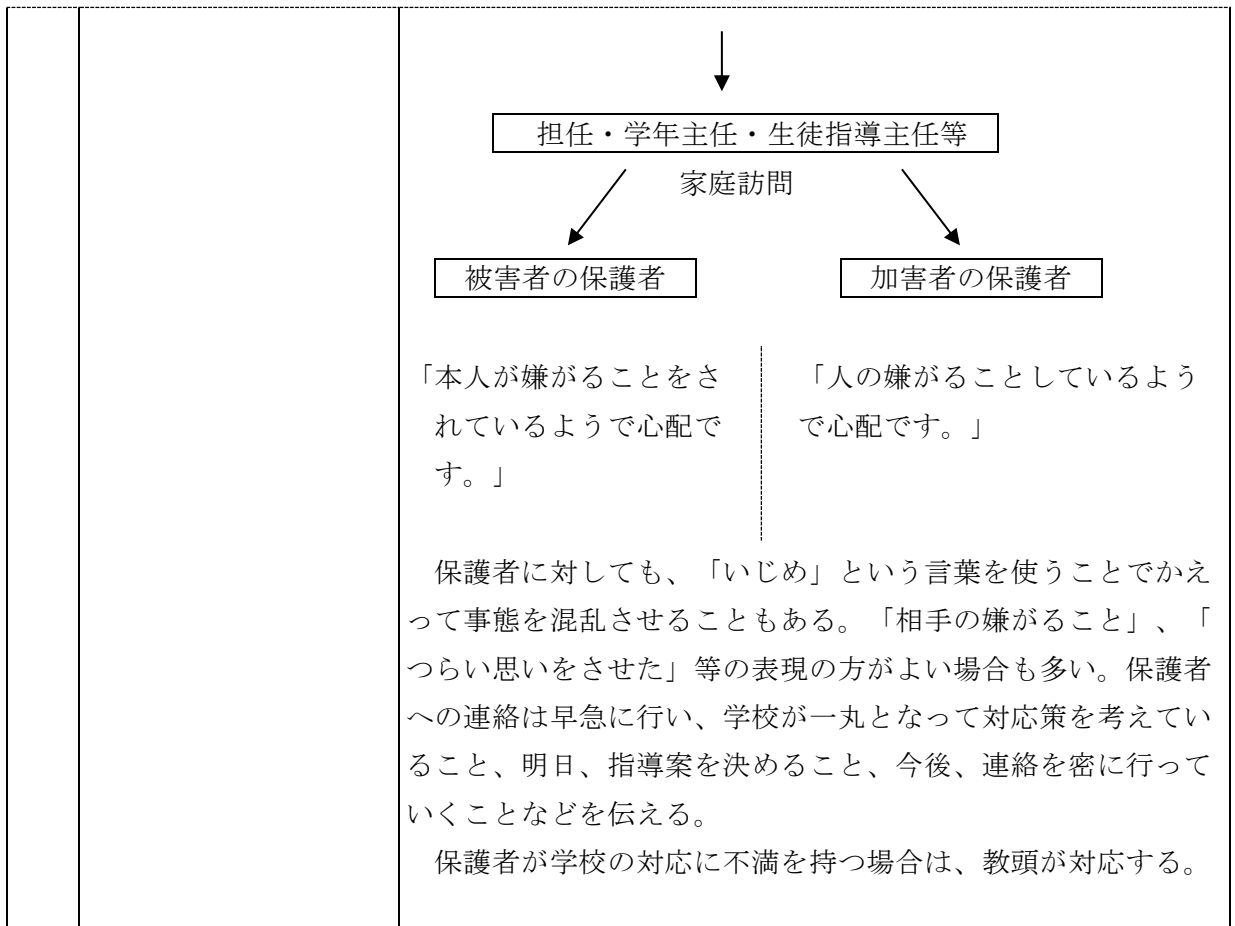 担任・学年主任・生徒指導主任等
家庭訪問
被害者の保護者
加害者の保護者
「本人が嫌がることをさ
れているようで心配で
す。」
「人の嫌がることしているよう
で心配です。」
保護者に対しても、「いじめ」という言葉を使うことでかえ
って事態を混乱させることもある。「相手の嫌がること」、「
つらい思いをさせた」等の表現の方がよい場合も多い。保護者
への連絡は早急に行い、学校が一丸となって対応策を考えてい
ること、明日、指導案を決めること、今後、連絡を密に行って
いくことなどを伝える。
保護者が学校の対応に不満を持つ場合は、教頭が対応する。